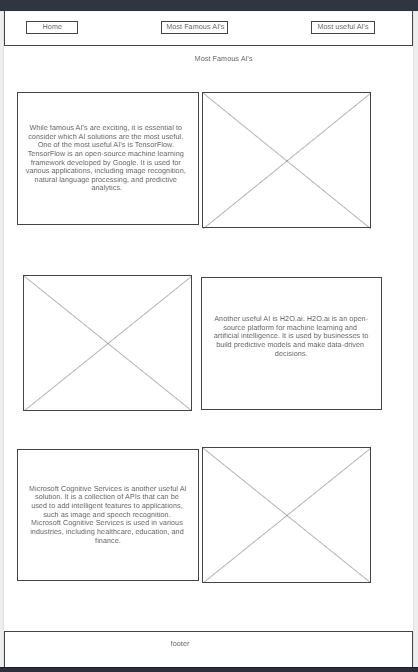 Home
Most Famous AI's
Most useful AI's
Most Famous AI's
While famous AI's are exciting, it is essential to
consider which AI solutions are the most useful.
One of the most useful AI's is TensorFlow.
TensorFlow is an open-source machine learning
framework developed by Google. It is used for
various applications, including image recognition,
natural language processing, and predictive
analytics.
Another useful AI is H2O.ai. H2O.ai is an open-
source platform for machine learning and
artificial intelligence. It is used by businesses to
build predictive models and make data-driven
decisions.
Microsoft Cognitive Services is another useful AI
solution. It is a collection of APIs that can be
used to add intelligent features to applications,
such as image and speech recognition.
Microsoft Cognitive Services is used in various
industries, including healthcare, education, and
finance.
footer